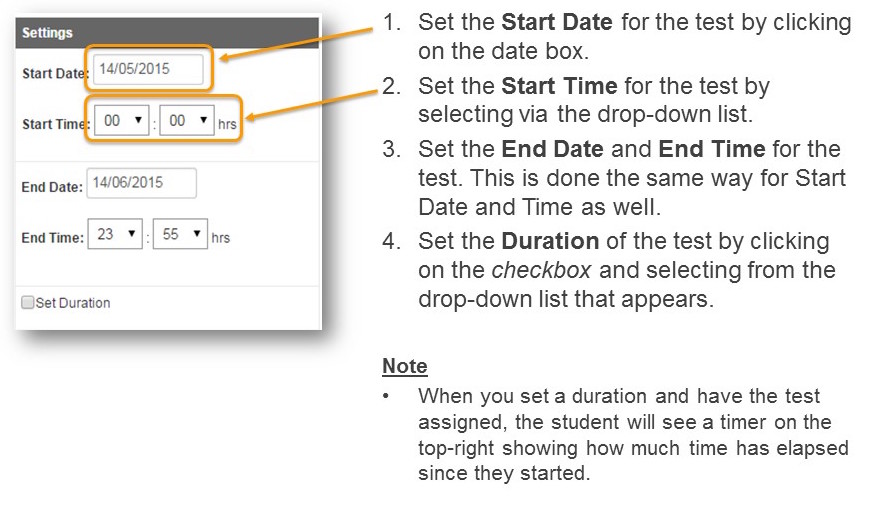 Settings
Start Date: 14/05/2015
Start Time: 00 : 00 hrs
End Date: 14/06/2015
End Time: 23 : 55 hrs
Set Duration
1. Set the Start Date for the test by clicking
on the date box.
2. Set the Start Time for the test by
selecting via the drop-down list.
3. Set the End Date and End Time for the
test. This is done the same way for Start
Date and Time as well.
4. Set the Duration of the test by clicking
on the checkbox and selecting from the
drop-down list that appears.
Note
• When you set a duration and have the test
assigned, the student will see a timer on the
top-right showing how much time has elapsed
since they started.